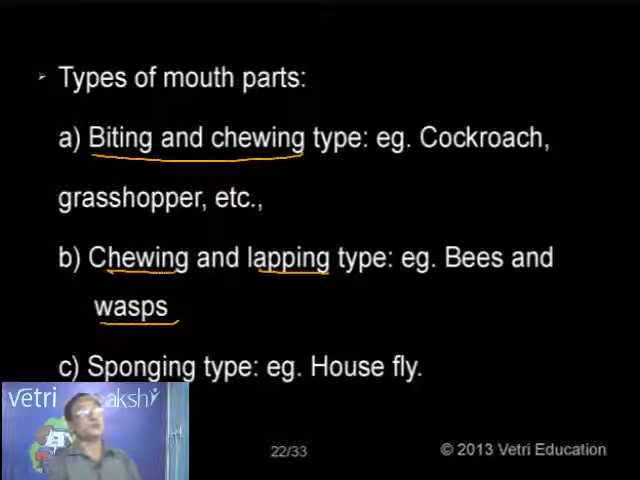 Types of mouth parts:
a) Biting and chewing type: eg. Cockroach,
grasshopper, etc.,
b) Chewing and lapping type: eg. Bees and
wasps
c) Sponging type: eg. House fly.
vetri akshi
22/33
© 2013 Vetri Education